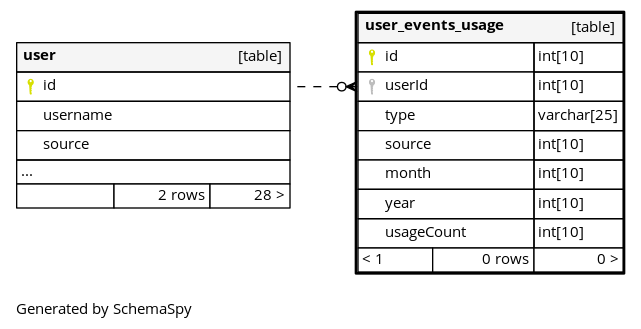 user [table]
id
username
source
...
2 rows 28 >
user_events_usage [table]
id int[10]
userId int[10]
type varchar[25]
source int[10]
month int[10]
year int[10]
usageCount int[10]
< 1 0 rows 0 >
Generated by SchemaSpy